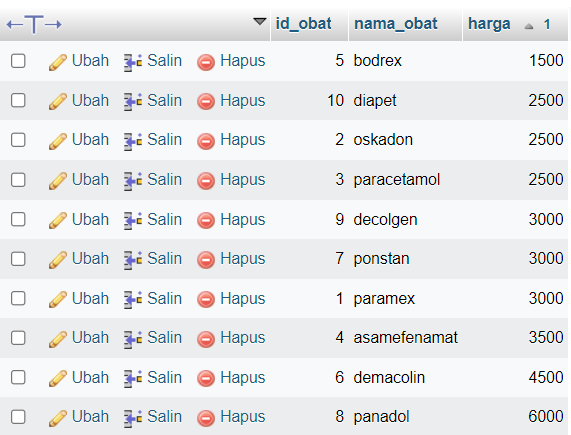 id_obat nama_obat harga 1
Ubah Salin Hapus 5 bodrex 1500
Ubah Salin Hapus 10 diapet 2500
Ubah Salin Hapus 2 oskadon 2500
Ubah Salin Hapus 3 paracetamol 2500
Ubah Salin Hapus 9 decolgen 3000
Ubah Salin Hapus 7 ponstan 3000
Ubah Salin Hapus 1 paramex 3000
Ubah Salin Hapus 4 asamefenamat 3500
Ubah Salin Hapus 6 demacolin 4500
Ubah Salin Hapus 8 panadol 6000